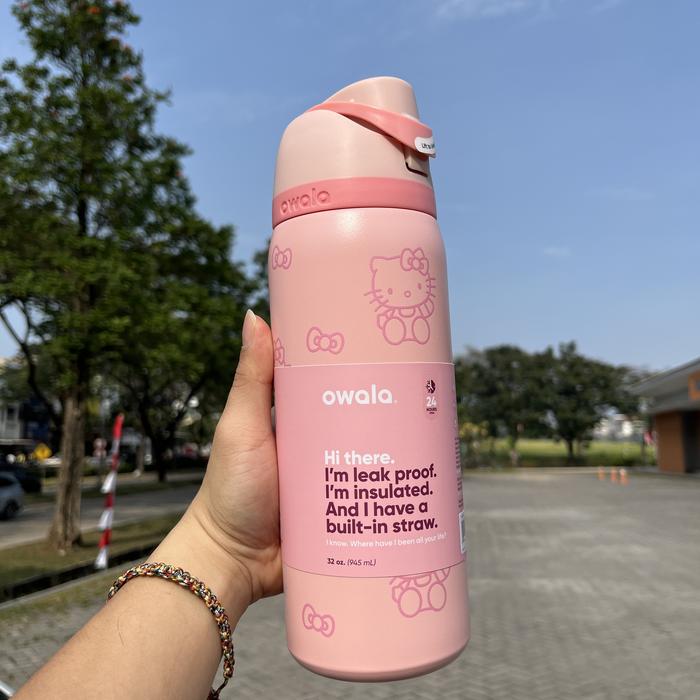 owala
owala
24
HOURS
Hi there.
I'm leak proof.
I'm insulated.
And I have a
built-in straw.
I know. Where have I been all your life?
32 oz. (945 mL)